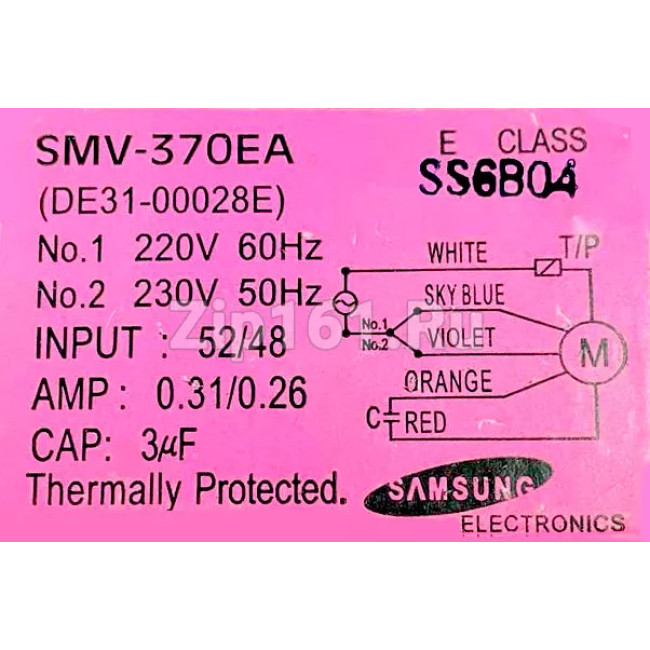 SMV-370EA
(DE31-00028E)
No.1 220V 60Hz
No.2 230V 50Hz
INPUT : 52/48
AMP : 0.31/0.26
CAP: 3µF
Thermally Protected.
E CLASS
SS6B04
WHITE T/P
SKY BLUE
No.1
No.2 VIOLET
M
ORANGE
C RED
SAMSUNG
ELECTRONICS
Zip161.Ru